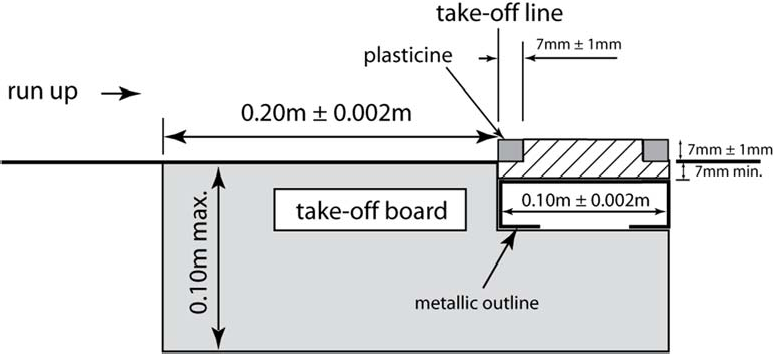 take-off line
7mm ± 1mm
plasticine
run up
0.20m ± 0.002m
7mm ± 1mm
7mm min.
0.10m ± 0.002m
take-off board
0.10m max.
metallic outline